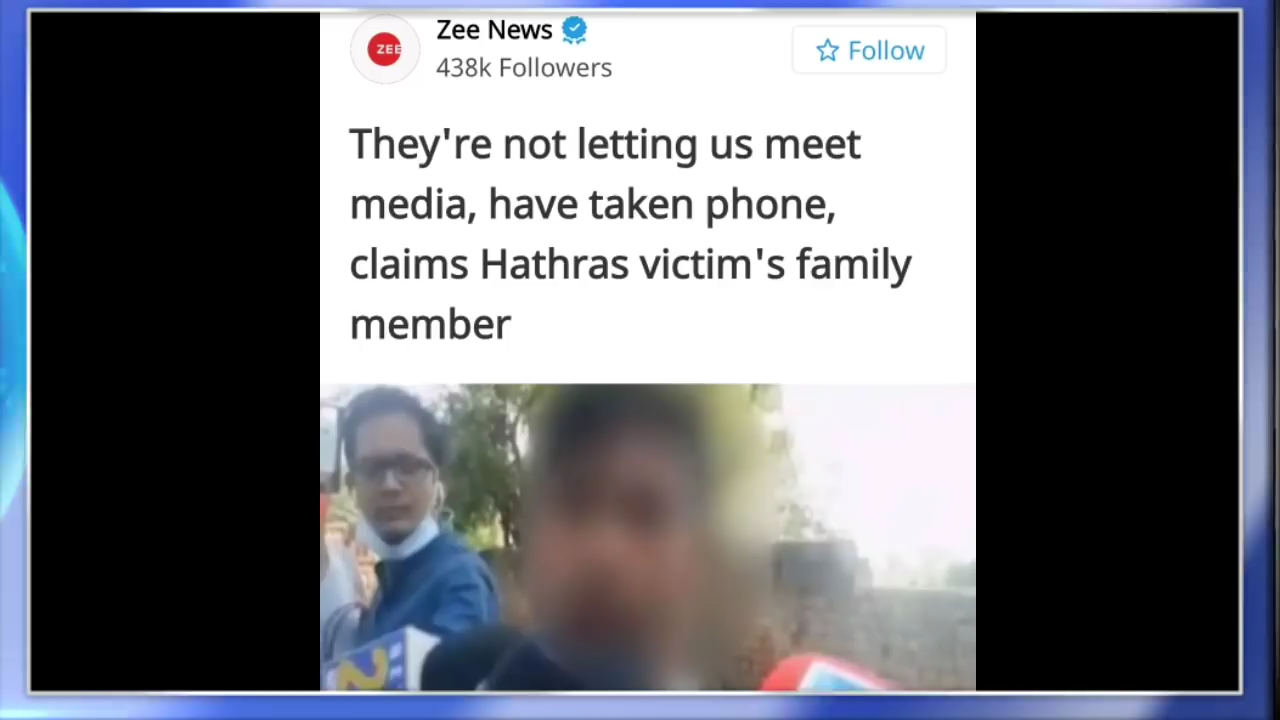 ZEE
Zee News
438k Followers
Follow
They're not letting us meet
media, have taken phone,
claims Hathras victim's family
member
2